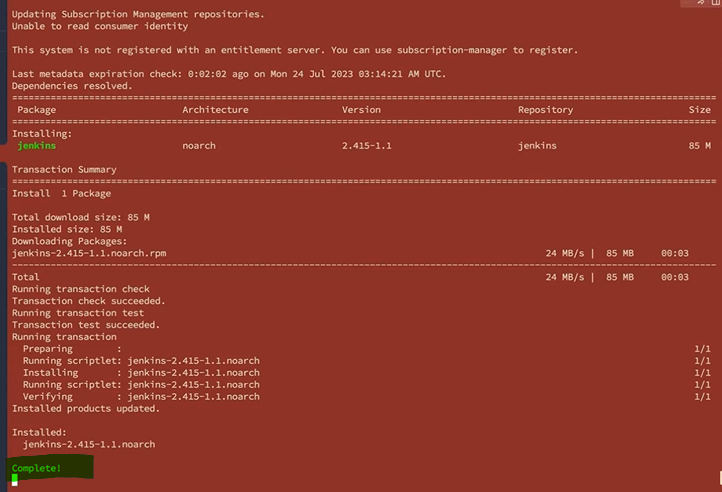 Updating Subscription Management repositories.
Unable to read consumer identity
This system is not registered with an entitlement server. You can use subscription-manager to register.
Last metadata expiration check: 0:02:02 ago on Mon 24 Jul 2023 03:14:21 AM UTC.
Dependencies resolved.
================================================================================
Package Architecture Version Repository Size
================================================================================
Installing:
jenkins noarch 2.415-1.1 jenkins 85 M
Transaction Summary
================================================================================
Install 1 Package
Total download size: 85 M
Installed size: 85 M
Downloading Packages:
jenkins-2.415-1.1.noarch.rpm 24 MB/s | 85 MB 00:03
--------------------------------------------------------------------------------
Total 24 MB/s | 85 MB 00:03
Running transaction check
Transaction check succeeded.
Running transaction test
Transaction test succeeded.
Running transaction
Preparing : 1/1
Running scriptlet: jenkins-2.415-1.1.noarch 1/1
Installing : jenkins-2.415-1.1.noarch 1/1
Running scriptlet: jenkins-2.415-1.1.noarch 1/1
Verifying : jenkins-2.415-1.1.noarch 1/1
Installed products updated.
Installed:
jenkins-2.415-1.1.noarch
Complete!